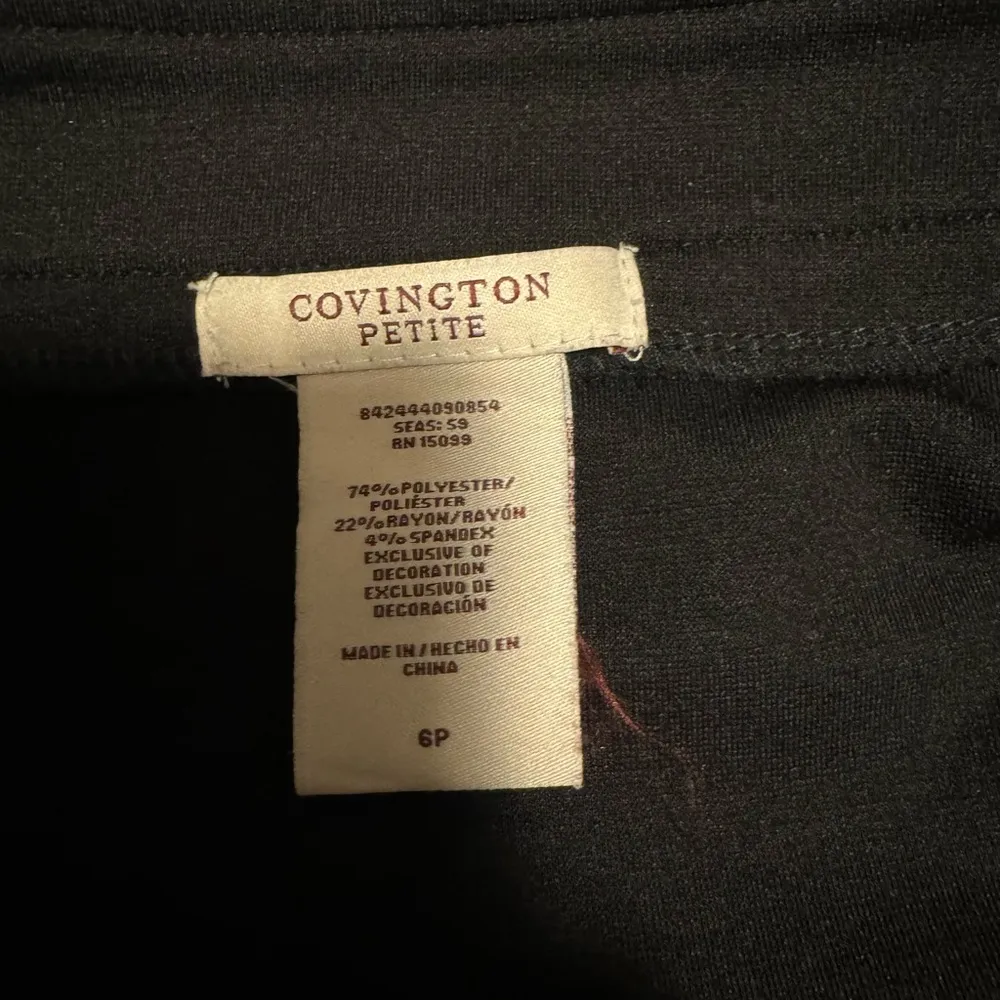 COVINGTON
PETITE
842444090854
SEAS: S9
RN 15099
74% POLYESTER/
POLIÉSTER
22% RAYON/RAYÓN
4% SPANDEX
EXCLUSIVE OF
DECORATION
EXCLUSIVO DE
DECORACIÓN
MADE IN / HECHO EN
CHINA
6P